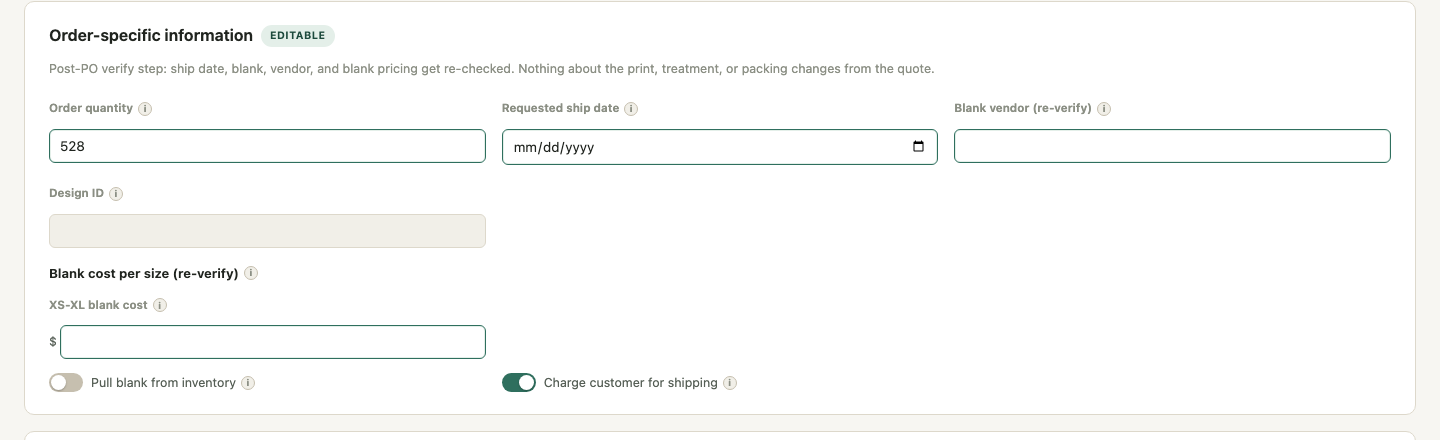 Order-specific information EDITABLE
Post-PO verify step: ship date, blank, vendor, and blank pricing get re-checked. Nothing about the print, treatment, or packing changes from the quote.
Order quantity i Requested ship date i Blank vendor (re-verify) i
528 mm/dd/yyyy
Design ID i
Blank cost per size (re-verify) i
XS-XL blank cost i
$
Pull blank from inventory i Charge customer for shipping i